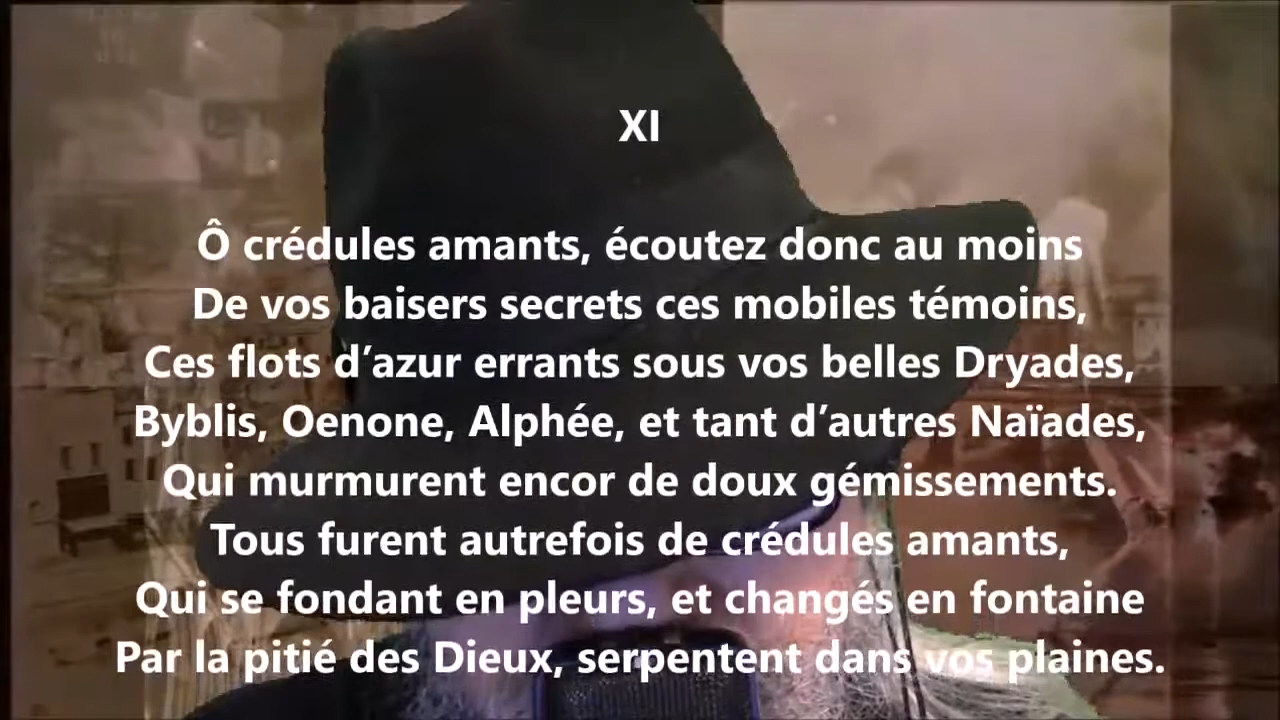 XI
Ô crédules amants, écoutez donc au moins
De vos baisers secrets ces mobiles témoins,
Ces flots d’azur errants sous vos belles Dryades,
Byblis, Oenone, Alphée, et tant d’autres Naïades,
Qui murmurent encor de doux gémissements.
Tous furent autrefois de crédules amants,
Qui se fondant en pleurs, et changés en fontaine
Par la pitié des Dieux, serpentent dans vos plaines.